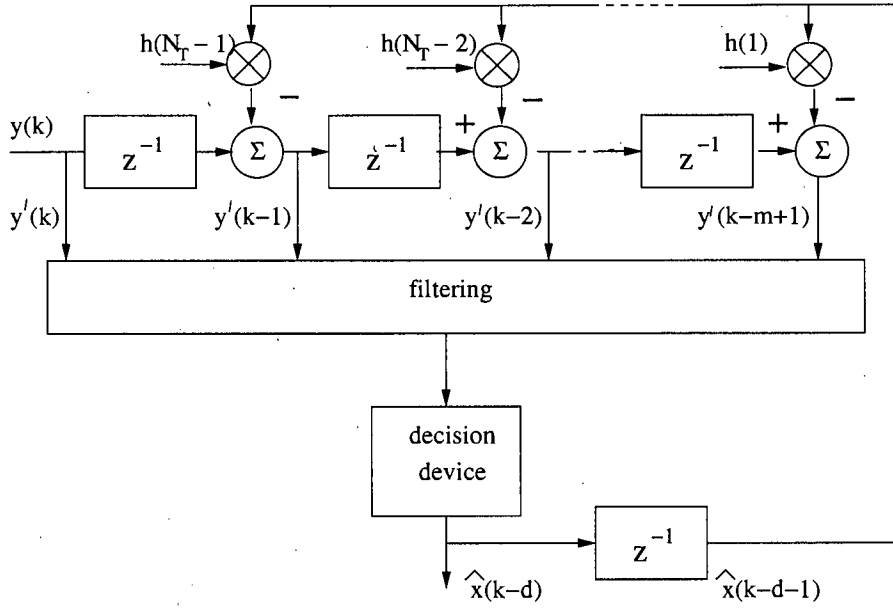 h(N_T − 1)
h(N_T − 2)
h(1)
− − −
y(k)
z^{-1} Σ z^{-1} + Σ z^{-1} + Σ
y'(k) y'(k−1) y'(k−2) y'(k−m+1)
filtering
decision
device
z^{-1}
x̂(k−d) x̂(k−d−1)